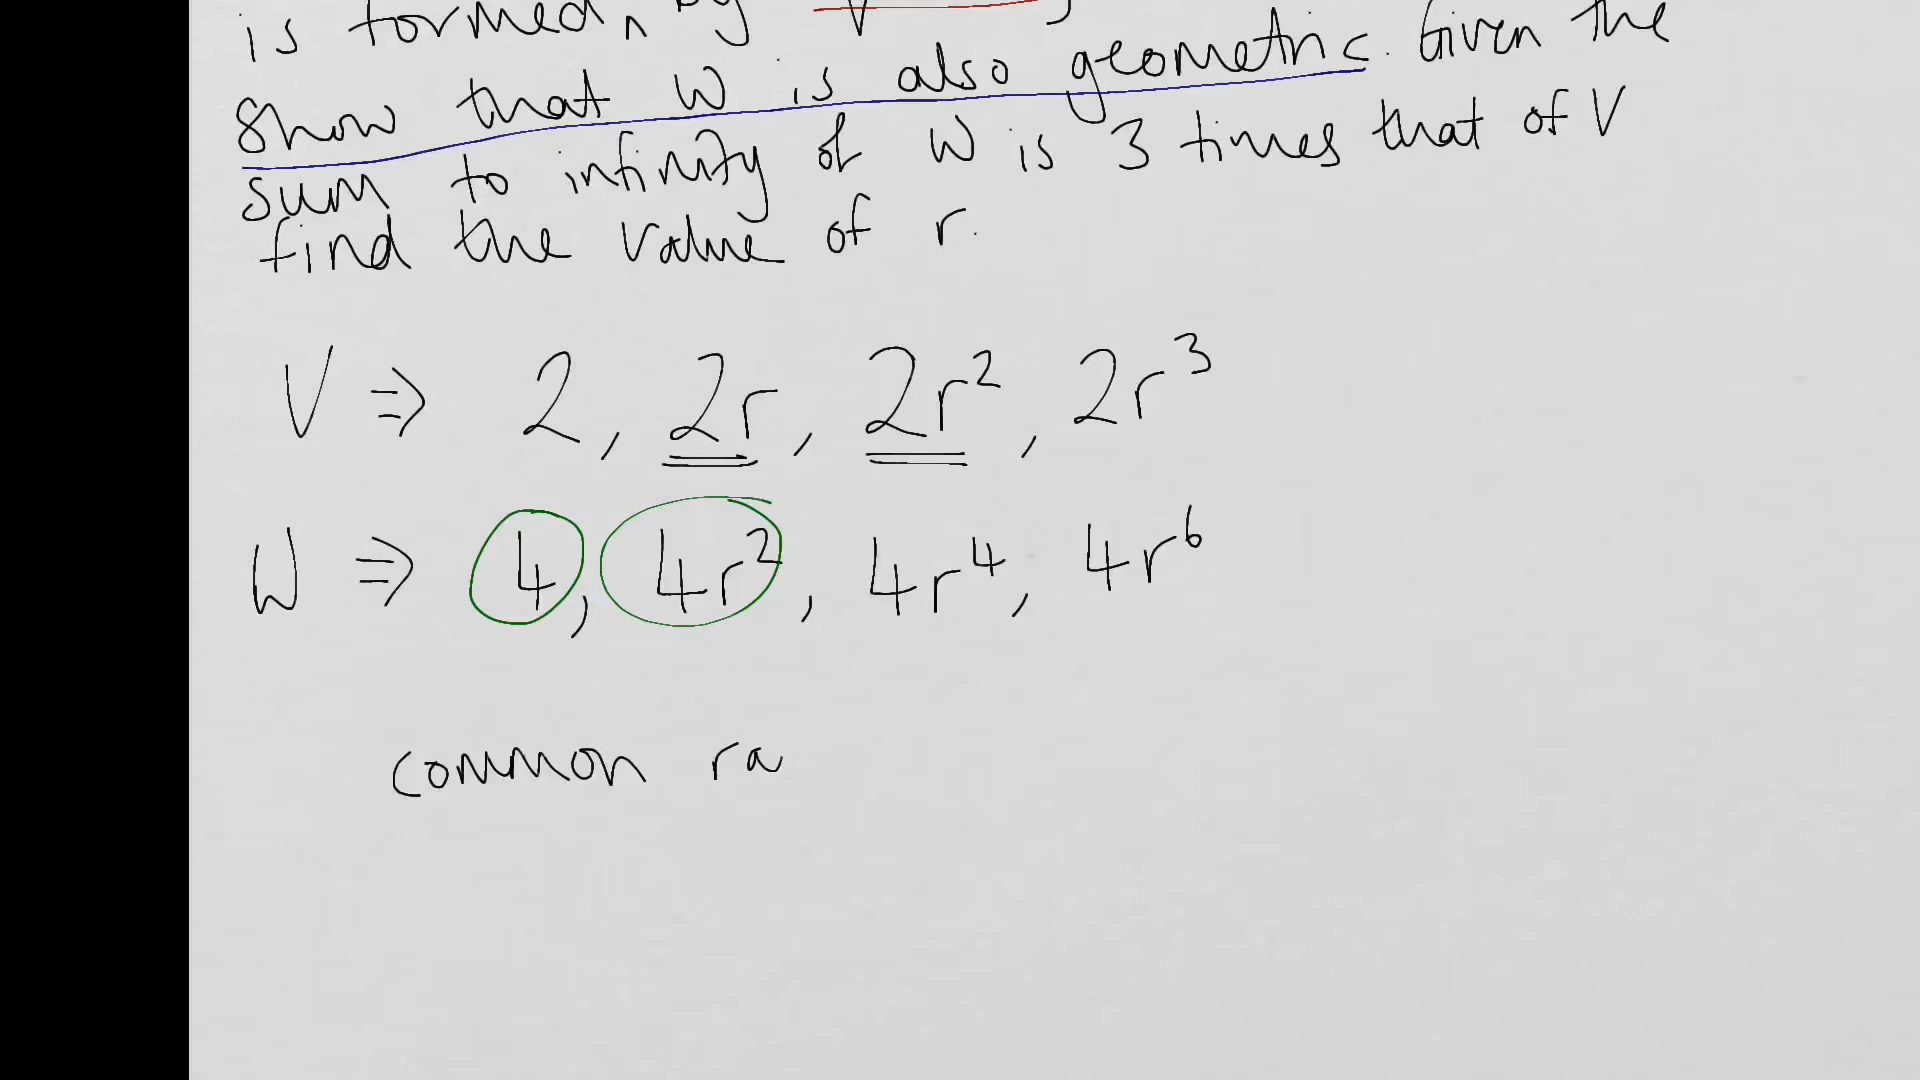 is formed by
Show that W is also geometric. Given the
sum to infinity of W is 3 times that of V
find the value of r.
V ⇒ 2, 2r, 2r², 2r³
W ⇒ 4, 4r², 4r⁴, 4r⁶
common ra